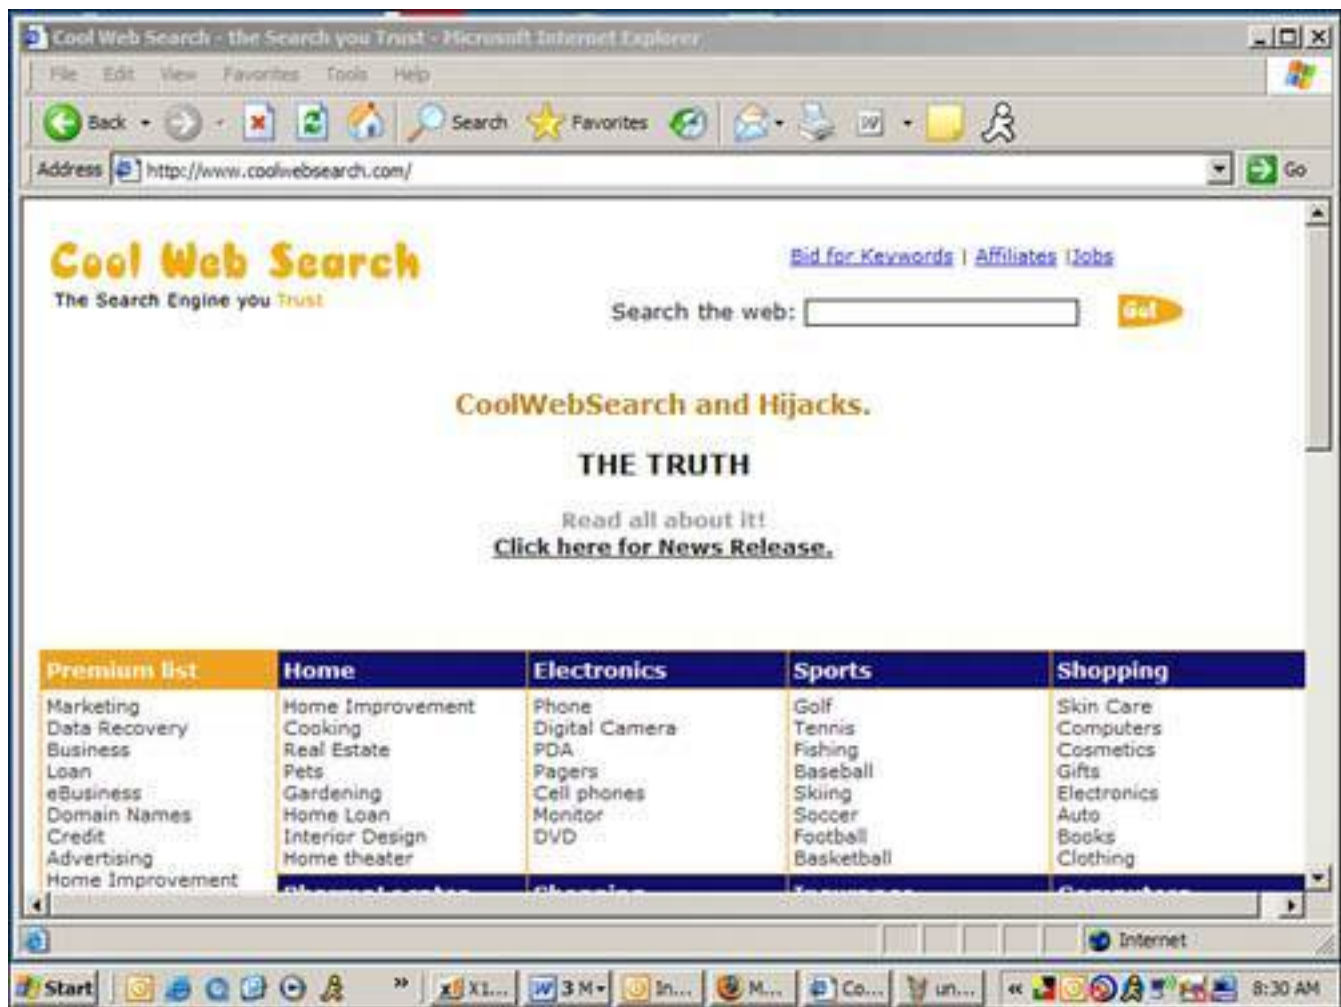 Cool Web Search - the Search you Trust - Microsoft Internet Explorer
File Edit View Favorites Tools Help
Back Search Favorites
Address http://www.coolwebsearch.com/ Go
Cool Web Search
The Search Engine you Trust
Bid for Keywords | Affiliates | Jobs
Search the web: Go!
CoolWebSearch and Hijacks.
THE TRUTH
Read all about it!
Click here for News Release.
Premium list
Marketing
Data Recovery
Business
Loan
eBusiness
Domain Names
Credit
Advertising
Home Improvement
Home
Home Improvement
Cooking
Real Estate
Pets
Gardening
Home Loan
Interior Design
Home theater
Electronics
Phone
Digital Camera
PDA
Pagers
Cell phones
Monitor
DVD
Sports
Golf
Tennis
Fishing
Baseball
Skiing
Soccer
Football
Basketball
Shopping
Skin Care
Computers
Cosmetics
Gifts
Electronics
Auto
Books
Clothing
Internet
Start » X1... 3 M In... M... Co... un... « 8:30 AM